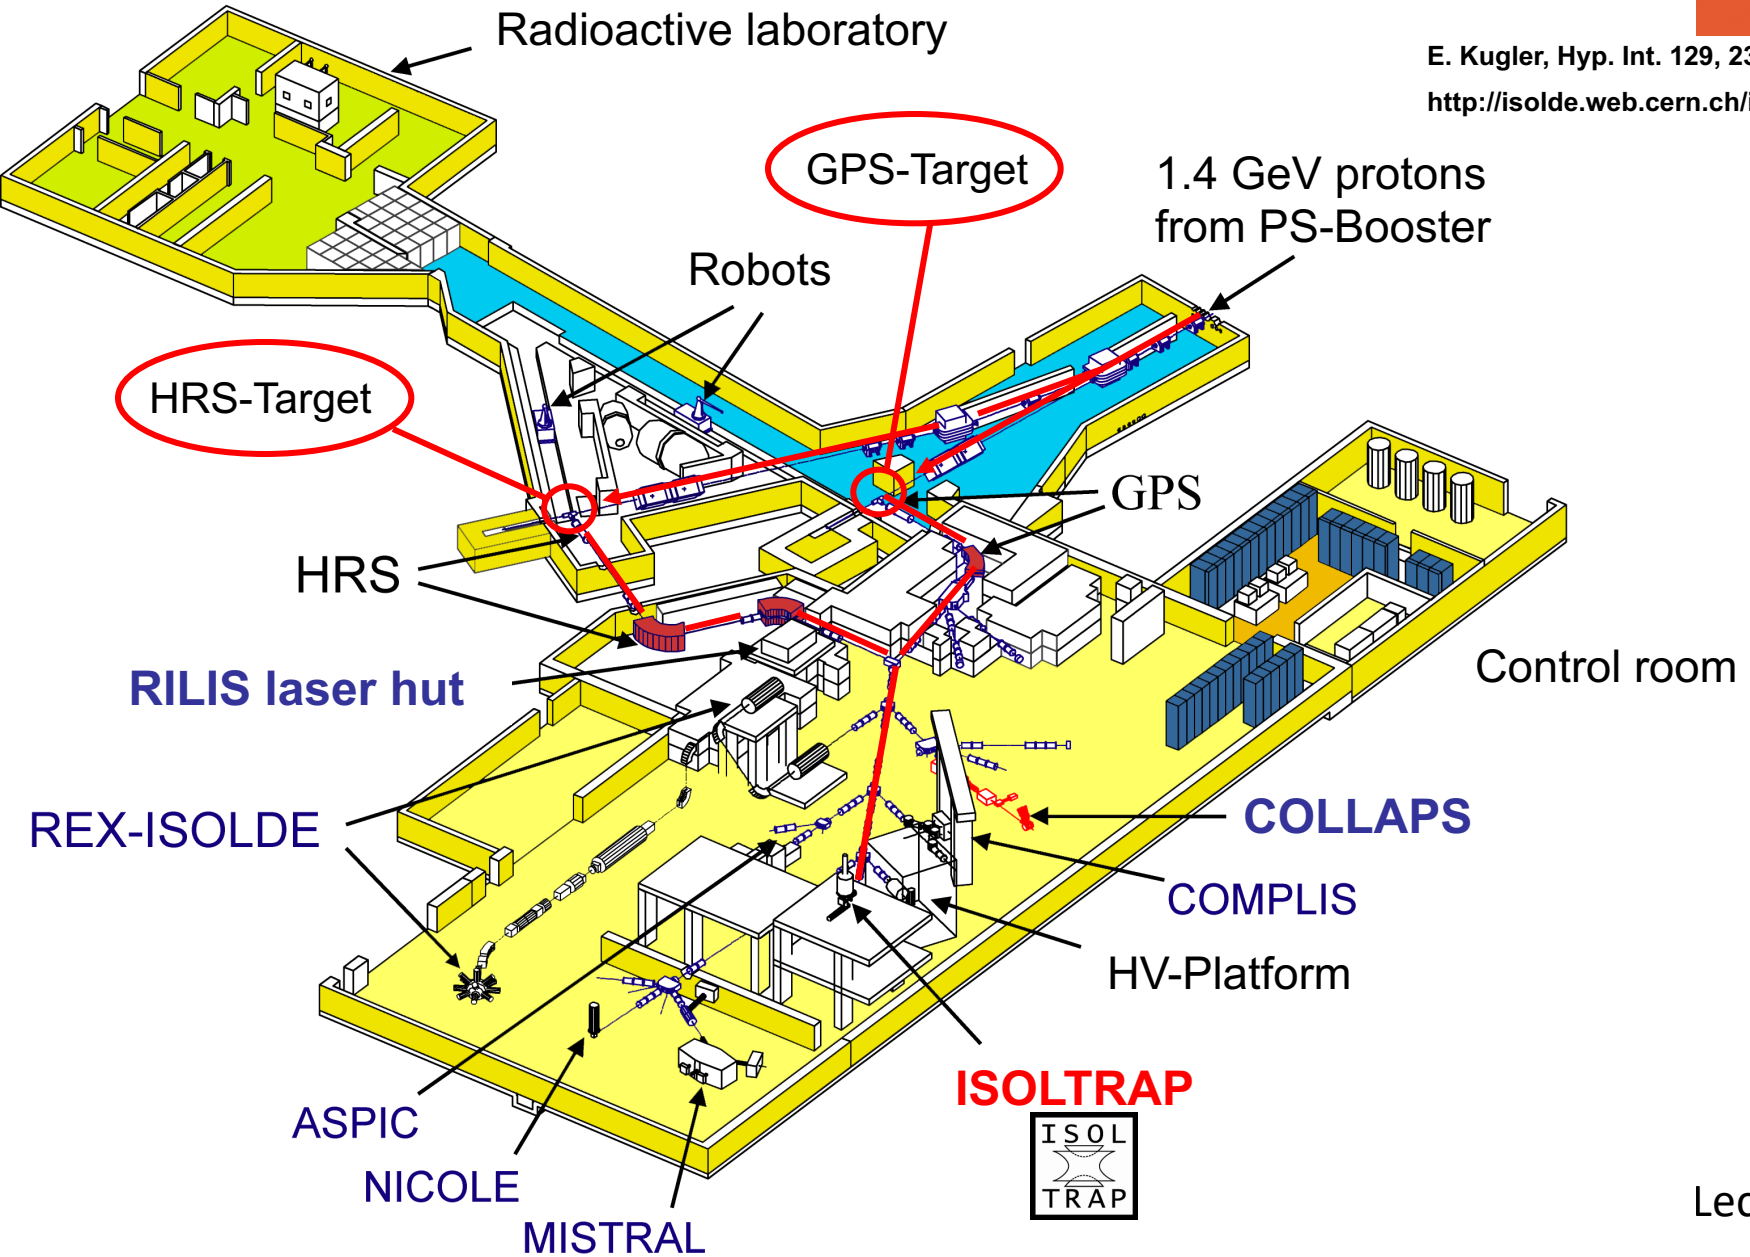 Radioactive laboratory
E. Kugler, Hyp. Int. 129, 23
http://isolde.web.cern.ch/i
GPS-Target
1.4 GeV protons
from PS-Booster
Robots
HRS-Target
GPS
HRS
RILIS laser hut
Control room
REX-ISOLDE
COLLAPS
COMPLIS
HV-Platform
ISOLTRAP
ASPIC
ISOL
TRAP
NICOLE
MISTRAL
Lec